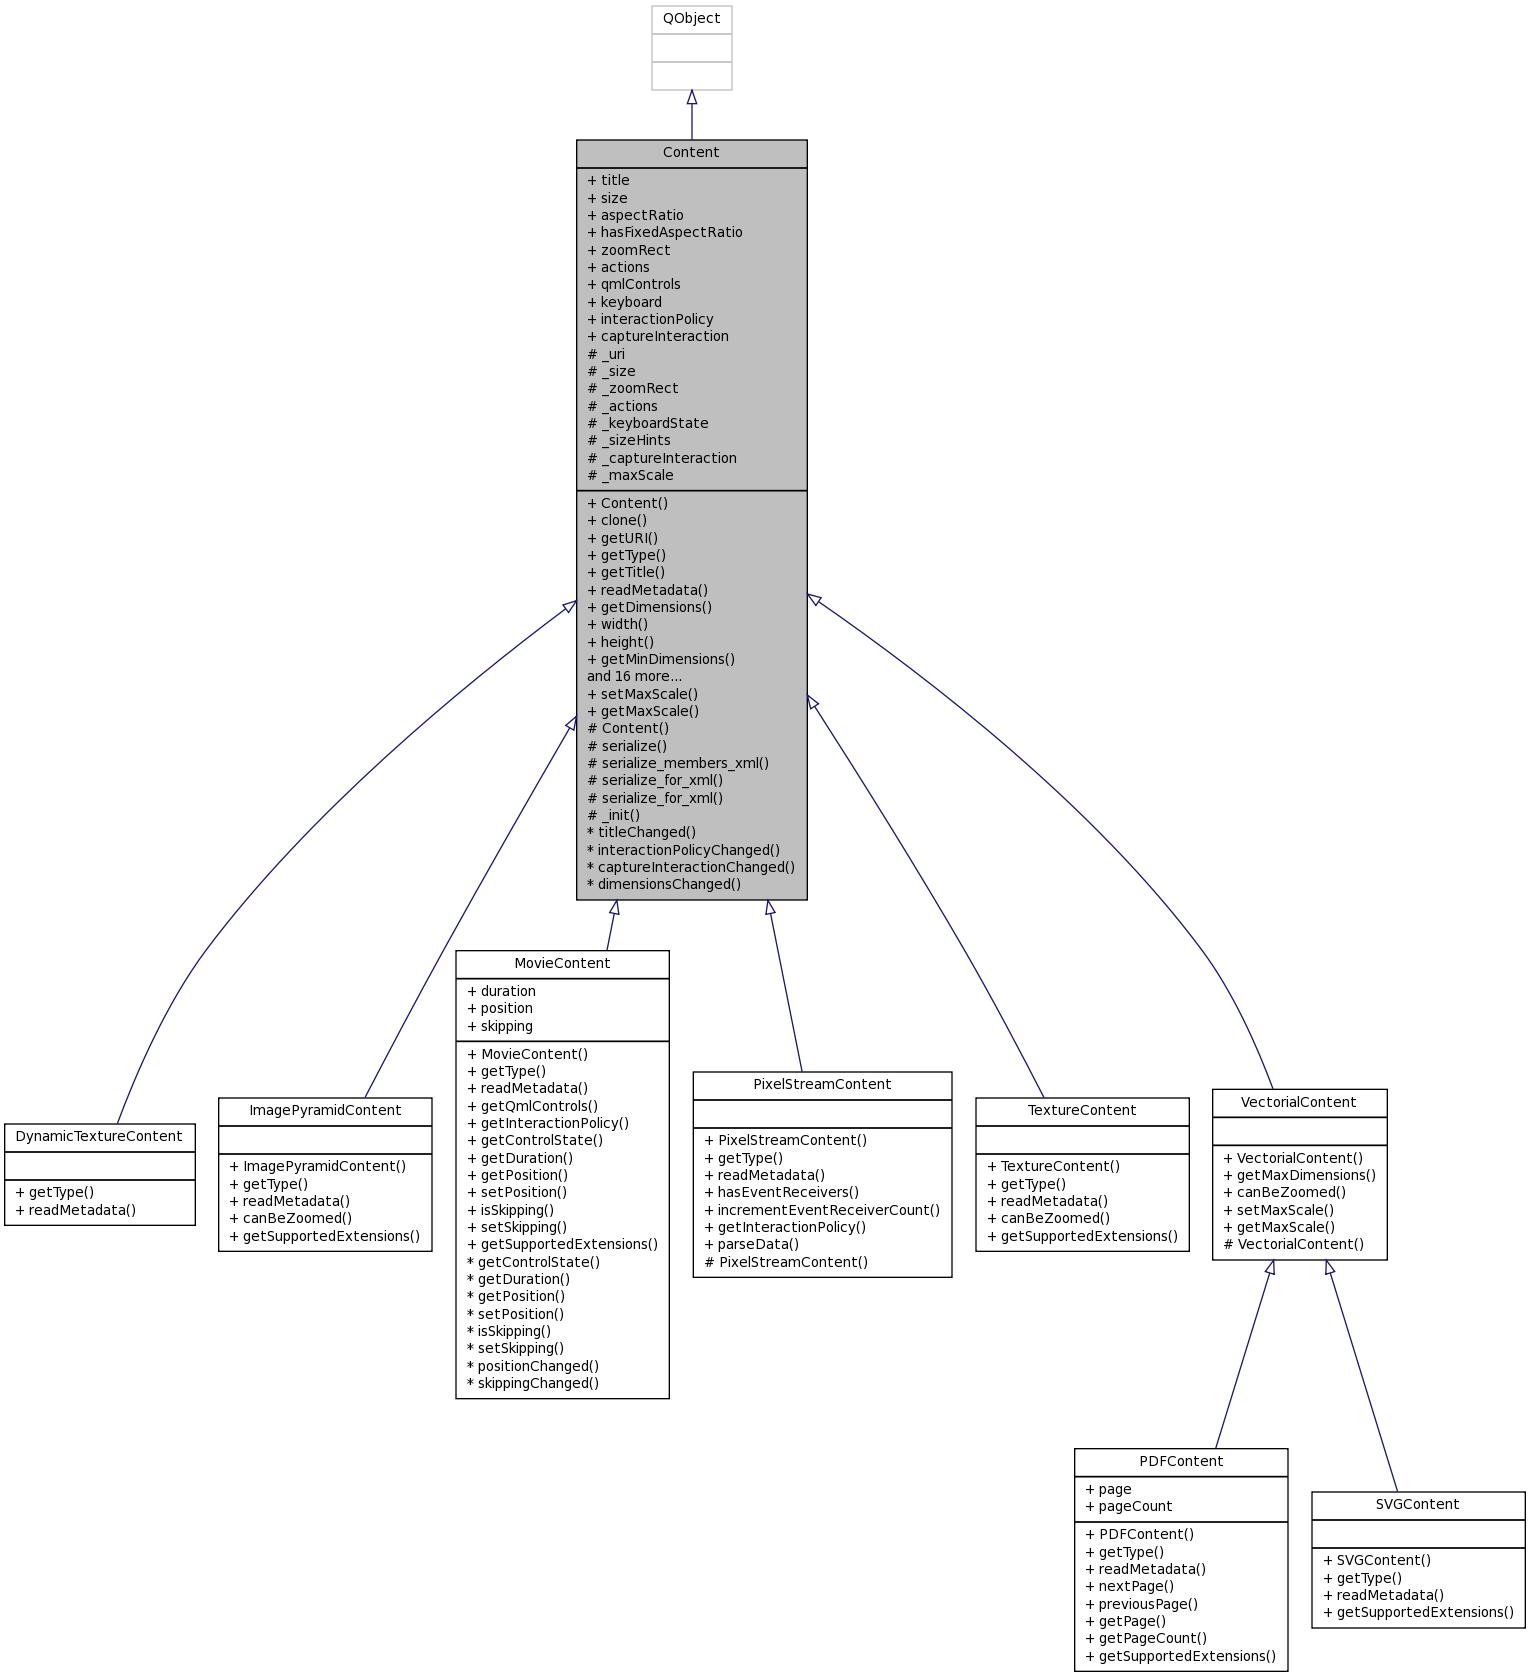 QObject
Content
+ title
+ size
+ aspectRatio
+ hasFixedAspectRatio
+ zoomRect
+ actions
+ qmlControls
+ keyboard
+ interactionPolicy
+ captureInteraction
# _uri
# _size
# _zoomRect
# _actions
# _keyboardState
# _sizeHints
# _captureInteraction
# _maxScale
+ Content()
+ clone()
+ getURI()
+ getType()
+ getTitle()
+ readMetadata()
+ getDimensions()
+ width()
+ height()
+ getMinDimensions()
and 16 more...
+ setMaxScale()
+ getMaxScale()
# Content()
# serialize()
# serialize_members_xml()
# serialize_for_xml()
# serialize_for_xml()
# _init()
* titleChanged()
* interactionPolicyChanged()
* captureInteractionChanged()
* dimensionsChanged()
DynamicTextureContent
+ getType()
+ readMetadata()
ImagePyramidContent
+ ImagePyramidContent()
+ getType()
+ readMetadata()
+ canBeZoomed()
+ getSupportedExtensions()
MovieContent
+ duration
+ position
+ skipping
+ MovieContent()
+ getType()
+ readMetadata()
+ getQmlControls()
+ getInteractionPolicy()
+ getControlState()
+ getDuration()
+ getPosition()
+ setPosition()
+ isSkipping()
+ setSkipping()
+ getSupportedExtensions()
* getControlState()
* getDuration()
* getPosition()
* setPosition()
* isSkipping()
* setSkipping()
* positionChanged()
* skippingChanged()
PixelStreamContent
+ PixelStreamContent()
+ getType()
+ readMetadata()
+ hasEventReceivers()
+ incrementEventReceiverCount()
+ getInteractionPolicy()
+ parseData()
# PixelStreamContent()
TextureContent
+ TextureContent()
+ getType()
+ readMetadata()
+ canBeZoomed()
+ getSupportedExtensions()
VectorialContent
+ VectorialContent()
+ getMaxDimensions()
+ canBeZoomed()
+ setMaxScale()
+ getMaxScale()
# VectorialContent()
PDFContent
+ page
+ pageCount
+ PDFContent()
+ getType()
+ readMetadata()
+ nextPage()
+ previousPage()
+ getPage()
+ getPageCount()
+ getSupportedExtensions()
SVGContent
+ SVGContent()
+ getType()
+ readMetadata()
+ getSupportedExtensions()